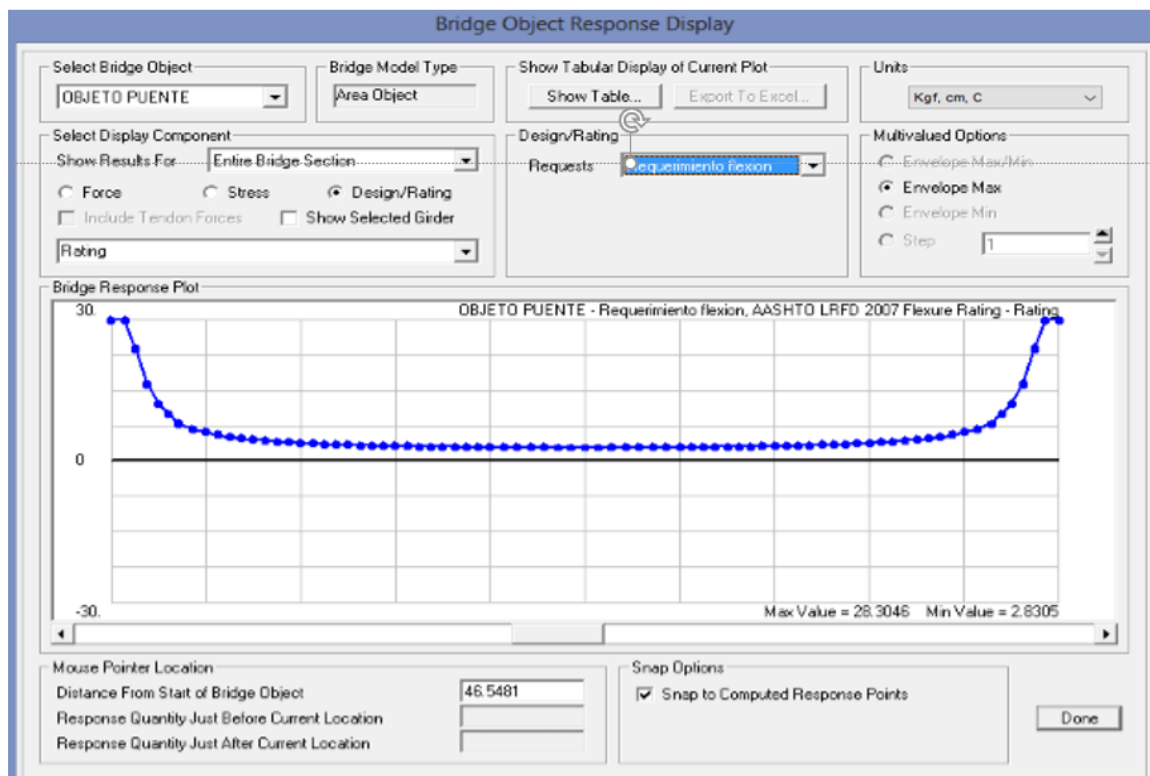 Bridge Object Response Display
Select Bridge Object
OBJETO PUENTE
Bridge Model Type
Area Object
Show Tabular Display of Current Plot
Show Table...
Export To Excel...
Units
Kgf, cm, C
Select Display Component
Show Results For Entire Bridge Section
Force Stress Design/Rating
Include Tendon Forces Show Selected Girder
Rating
Design/Rating
Requests Requerimiento flexion
Multivalued Options
Envelope Max/Min
Envelope Max
Envelope Min
Step 1
Bridge Response Plot
30.
OBJETO PUENTE - Requerimiento flexion, AASHTO LRFD 2007 Flexure Rating - Rating
0
-30.
Max Value = 28.3046 Min Value = 2.8305
Mouse Pointer Location
Distance From Start of Bridge Object 46.5481
Response Quantity Just Before Current Location
Response Quantity Just After Current Location
Snap Options
Snap to Computed Response Points
Done